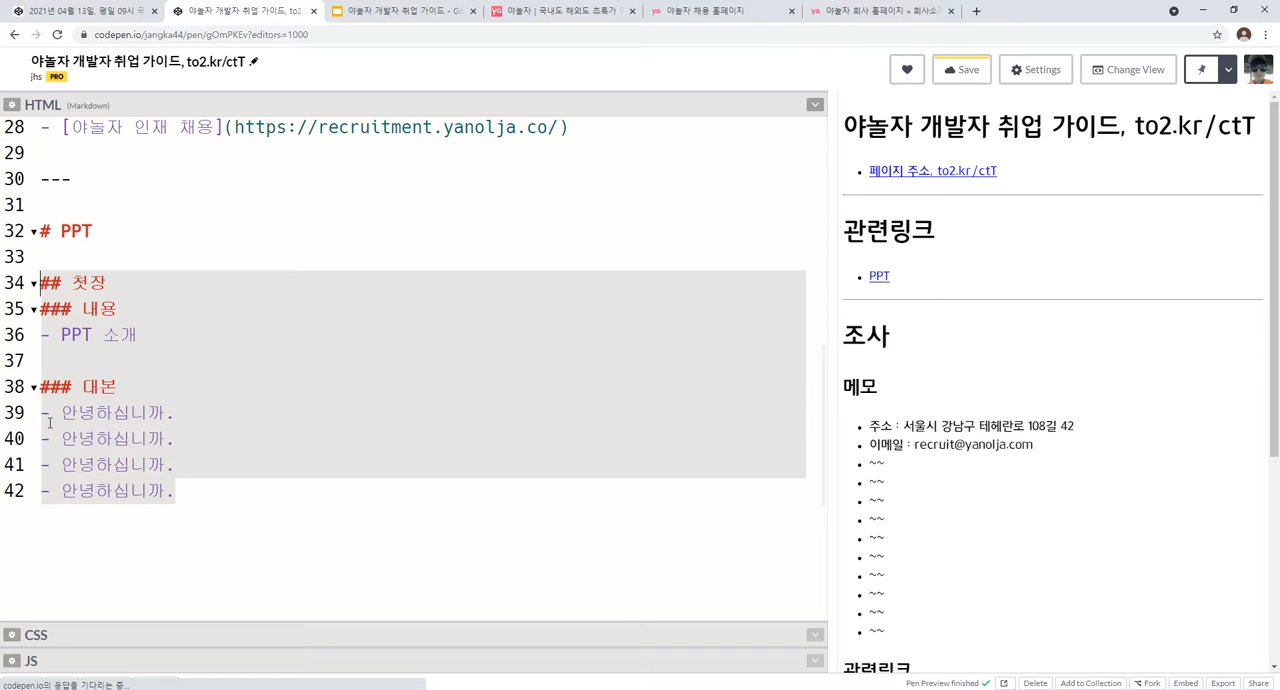 2021년 04월 13일, 평일 09시 국
야놀자 개발자 취업 가이드, to2.
야놀자 개발자 취업 가이드 - Go
야놀자 | 국내도 해외도 초특가
야놀자 채용 홈페이지
야놀자 회사 홈페이지 » 회사소
codepen.io/jangka44/pen/gOmPKEv?editors=1000
야놀자 개발자 취업 가이드, to2.kr/ctT
jhs PRO
Save
Settings
Change View
HTML (Markdown)
28 - [야놀자 인재 채용](https://recruitment.yanolja.co/)
29
30 ---
31
32 # PPT
33
34 ## 첫장
35 ### 내용
36 - PPT 소개
37
38 ### 대본
39 - 안녕하십니까.
40 - 안녕하십니까.
41 - 안녕하십니까.
42 - 안녕하십니까.
CSS
JS
야놀자 개발자 취업 가이드, to2.kr/ctT
페이지 주소, to2.kr/ctT
관련링크
PPT
조사
메모
주소 : 서울시 강남구 테헤란로 108길 42
이메일 : recruit@yanolja.com
~~
~~
~~
~~
~~
~~
~~
~~
~~
~~
관련링크
codepen.io의 응답을 기다리는 중...
Pen Preview finished
Delete
Add to Collection
Fork
Embed
Export
Share